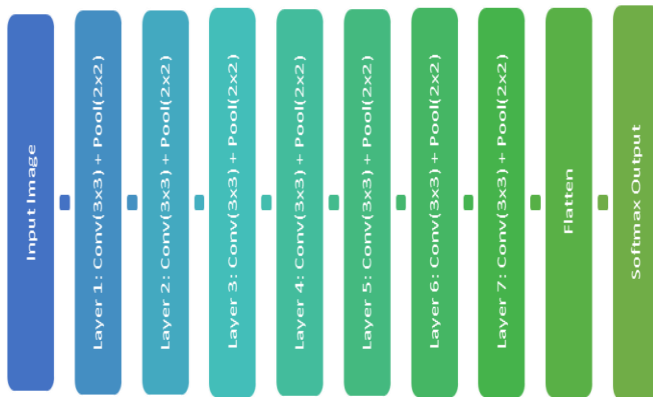 Input Image
Layer 1: Conv(3x3) + Pool(2x2)
Layer 2: Conv(3x3) + Pool(2x2)
Layer 3: Conv(3x3) + Pool(2x2)
Layer 4: Conv(3x3) + Pool(2x2)
Layer 5: Conv(3x3) + Pool(2x2)
Layer 6: Conv(3x3) + Pool(2x2)
Layer 7: Conv(3x3) + Pool(2x2)
Flatten
Softmax Output